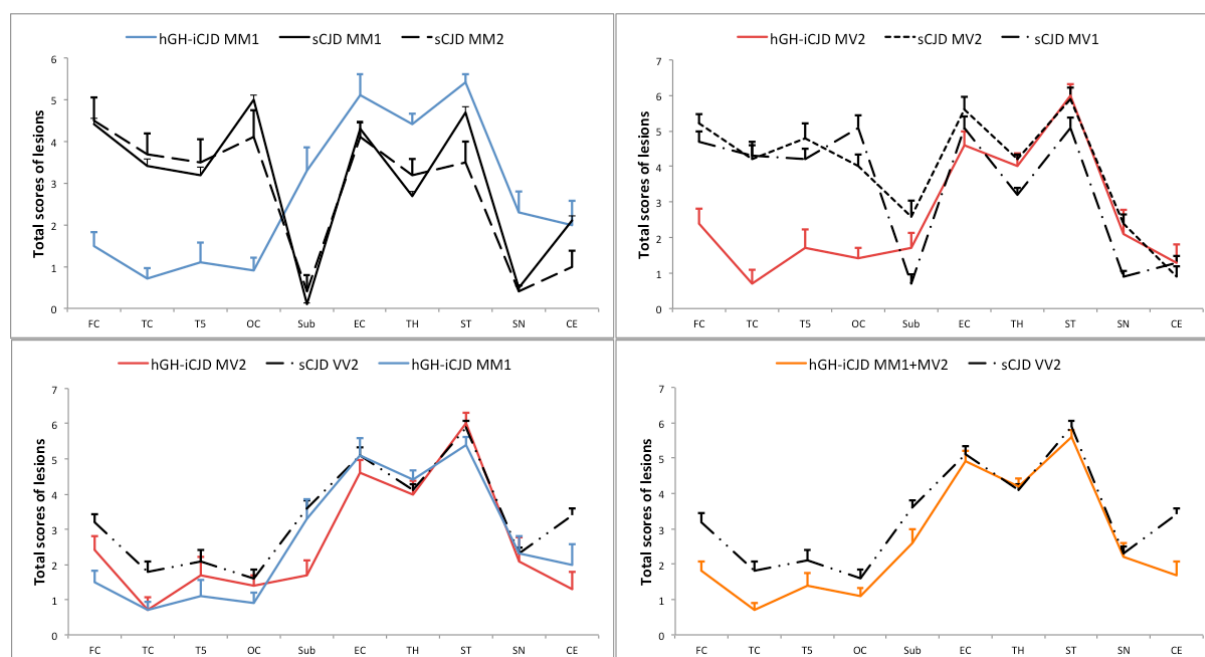 hGH-iCJD MM1 sCJD MM1 sCJD MM2
Total scores of lesions
6
5
4
3
2
1
0
FC TC T5 OC Sub EC TH ST SN CE
hGH-iCJD MV2 sCJD MV2 sCJD MV1
Total scores of lesions
7
6
5
4
3
2
1
0
FC TC T5 OC Sub EC TH ST SN CE
hGH-iCJD MV2 sCJD VV2 hGH-iCJD MM1
Total scores of lesions
7
6
5
4
3
2
1
0
FC TC T5 OC Sub EC TH ST SN CE
hGH-iCJD MM1+MV2 sCJD VV2
Total scores of lesions
7
6
5
4
3
2
1
0
FC TC T5 OC Sub EC TH ST SN CE